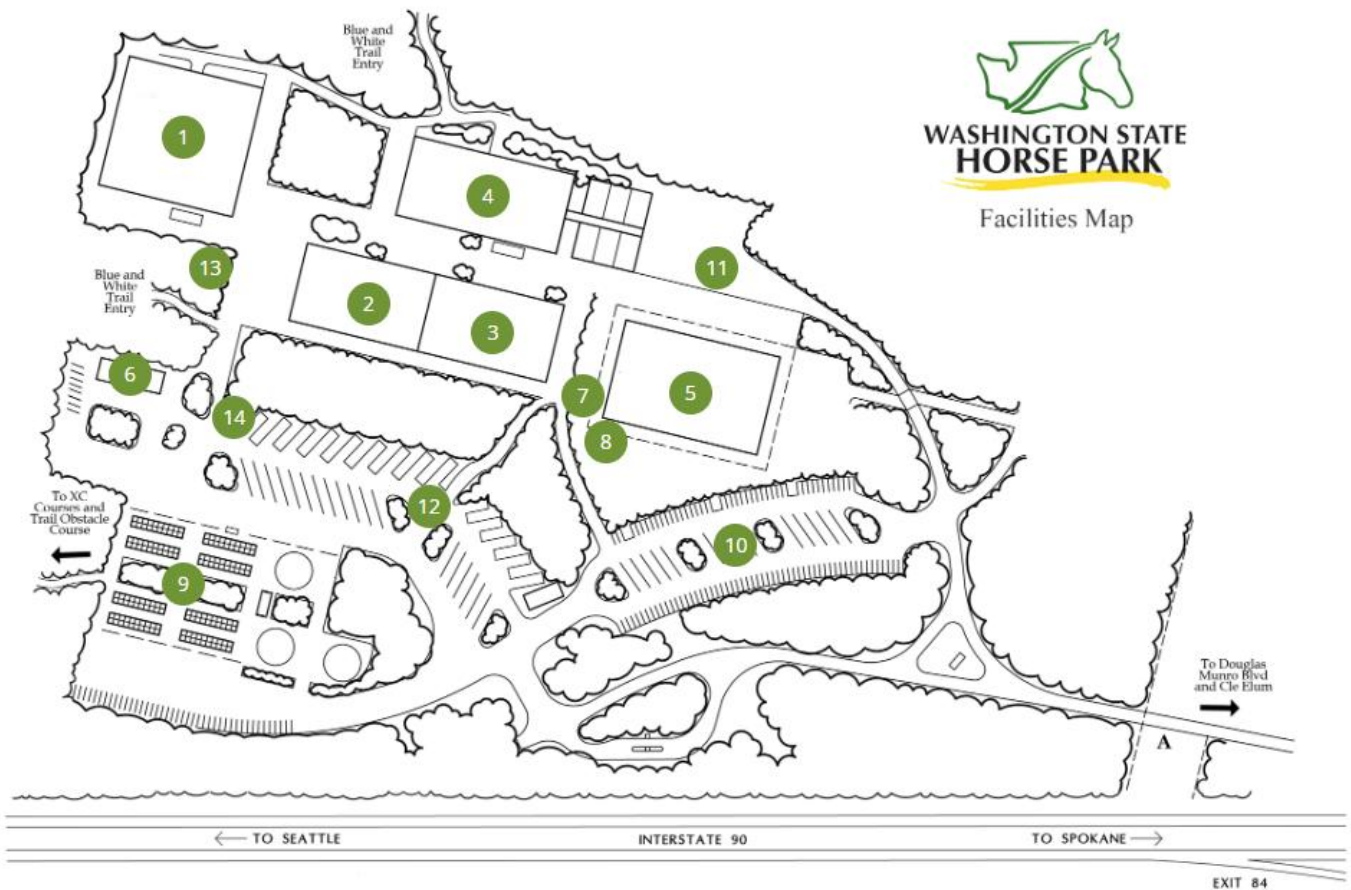 Blue and
White
Trail
Entry
WASHINGTON STATE
HORSE PARK
Facilities Map
1
4
13
11
Blue and
White
Trail
Entry
2
3
6
7
5
14
8
To XC
Courses and
Trail Obstacle
Course
12
10
9
To Douglas
Munro Blvd
and Cle Elum
A
TO SEATTLE
INTERSTATE 90
TO SPOKANE
EXIT 84